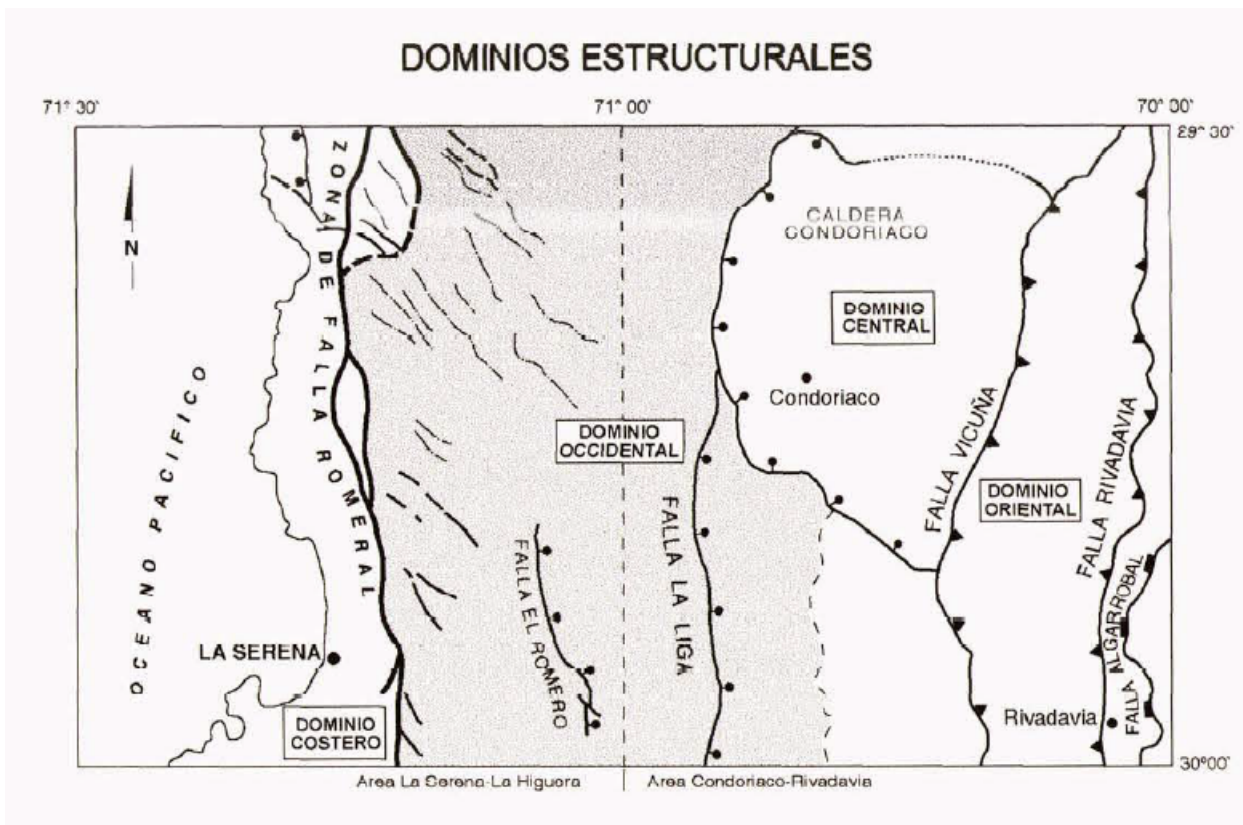 DOMINIOS ESTRUCTURALES
71° 30'
71° 00'
70° 30'
29° 30'
ZONA DE FALLA ROMERAL
N
CALDERA
CONDORIACO
DOMINIO
CENTRAL
OCEANO PACIFICO
Condoriaco
FALLA VICUÑA
FALLA RIVADAVIA
DOMINIO
OCCIDENTAL
DOMINIO
ORIENTAL
FALLA LA LIGA
FALLA EL ROMERO
FALLA ALGARROBAL
LA SERENA
DOMINIO
COSTERO
Rivadavia
30°00'
Area La Serena-La Higuera
Area Condoriaco-Rivadavia